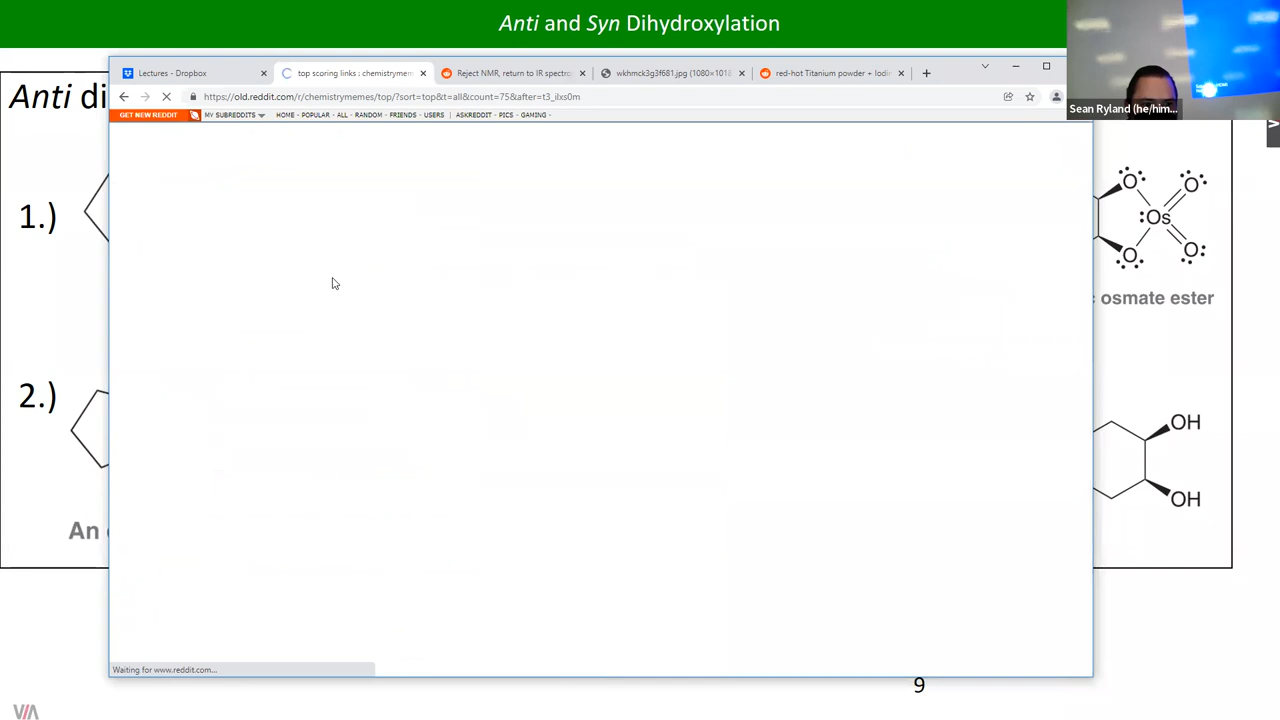 Anti and Syn Dihydroxylation
Sean Ryland (he/him...
Lectures - Dropbox
top scoring links : chemistrymem
Reject NMR, return to IR spectro
wkhmck3g3f681.jpg (1080×101
red-hot Titanium powder + Iodin
https://old.reddit.com/r/chemistrymemes/top/?sort=top&t=all&count=75&after=t3_ilxs0m
GET NEW REDDIT
MY SUBREDDITS
HOME - POPULAR - ALL - RANDOM - FRIENDS - USERS | ASKREDDIT - PICS - GAMING -
Anti di
1.)
O
O
Os
O
O
c osmate ester
2.)
OH
OH
An
Waiting for www.reddit.com...
9
VIA